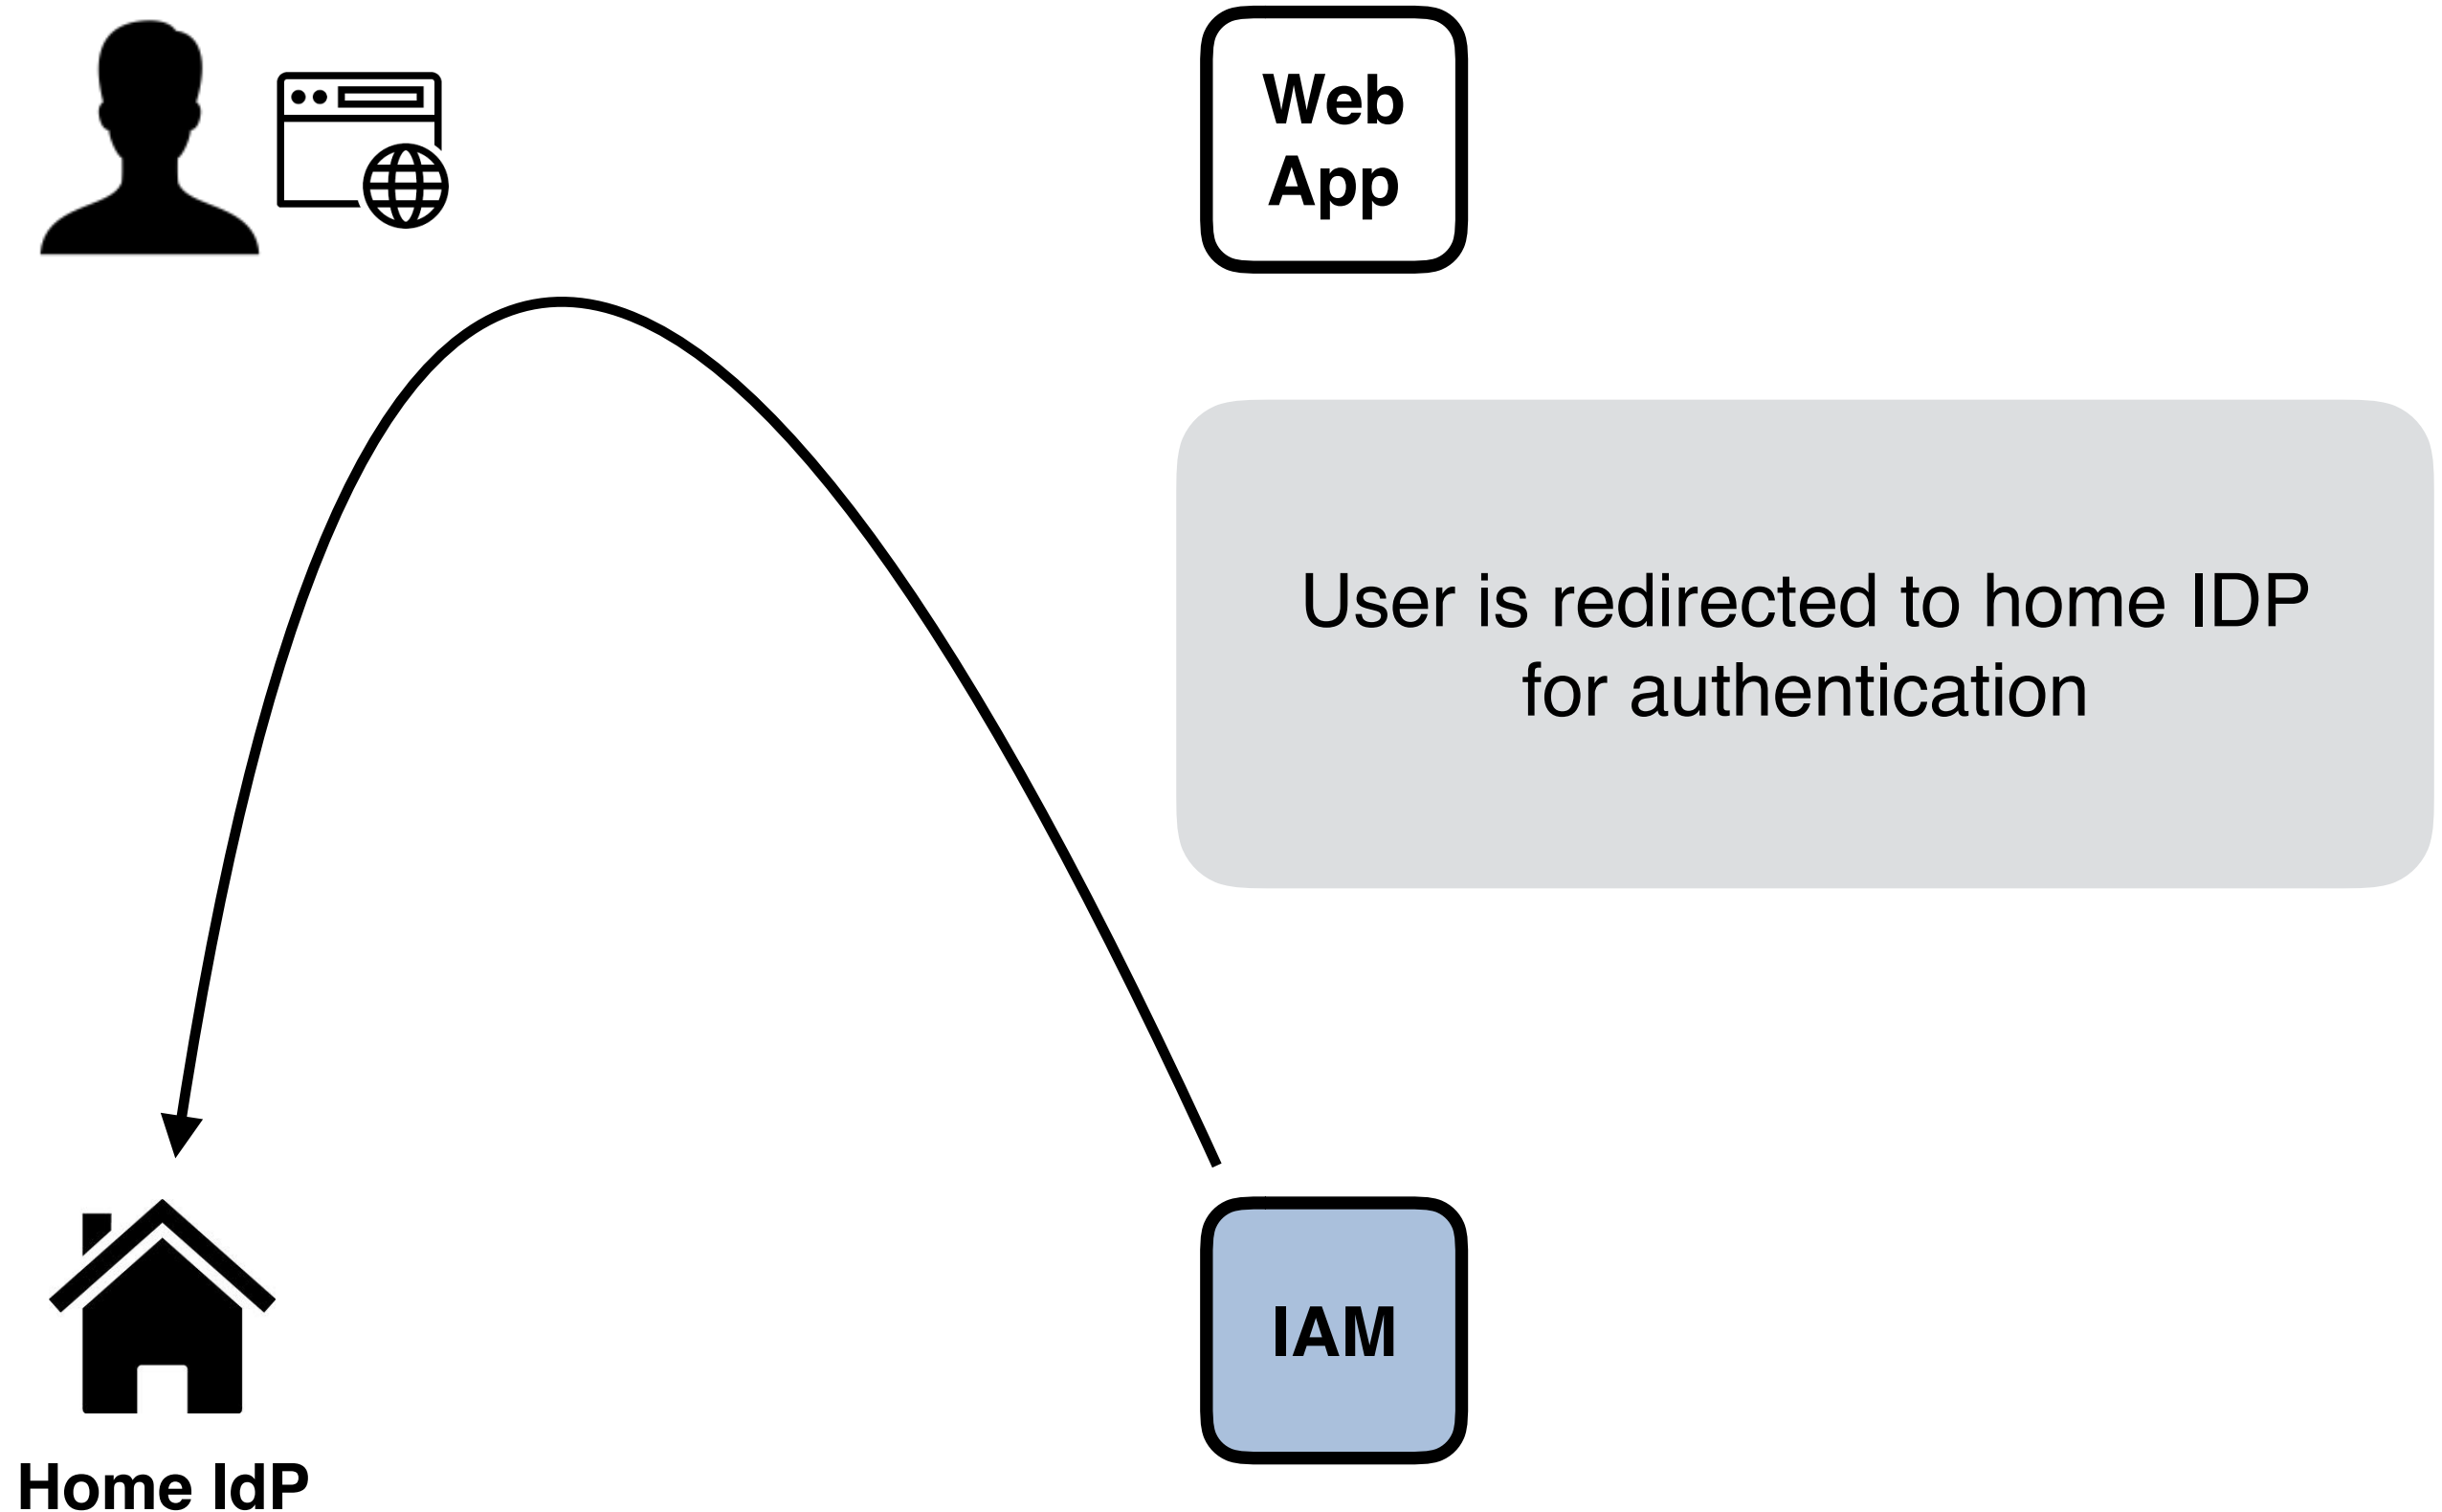 Web
App
User is redirected to home IDP
for authentication
IAM
Home IdP